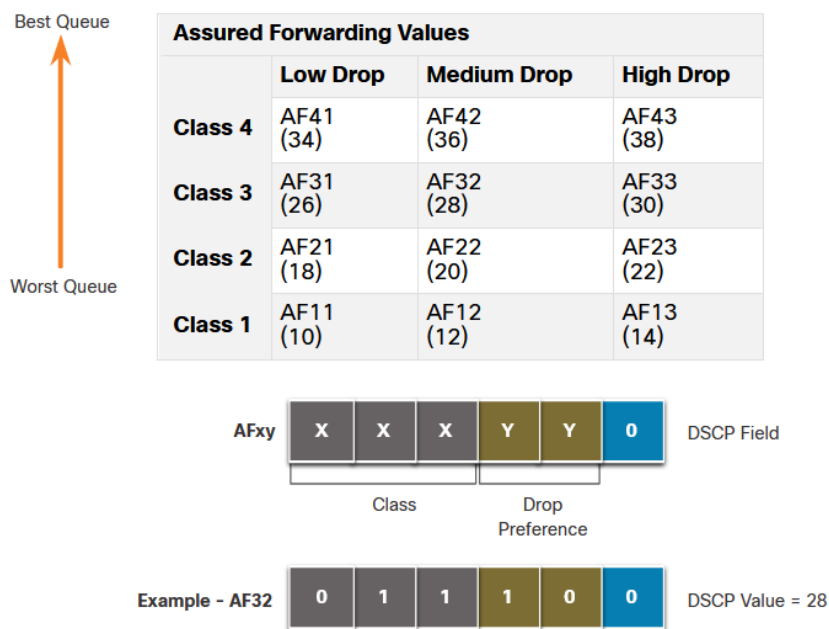 Best Queue
Assured Forwarding Values
Low Drop Medium Drop High Drop
Class 4 AF41 (34) AF42 (36) AF43 (38)
Class 3 AF31 (26) AF32 (28) AF33 (30)
Class 2 AF21 (18) AF22 (20) AF23 (22)
Worst Queue
Class 1 AF11 (10) AF12 (12) AF13 (14)
AFxy X X X Y Y 0 DSCP Field
Class Drop Preference
Example - AF32 0 1 1 1 0 0 DSCP Value = 28